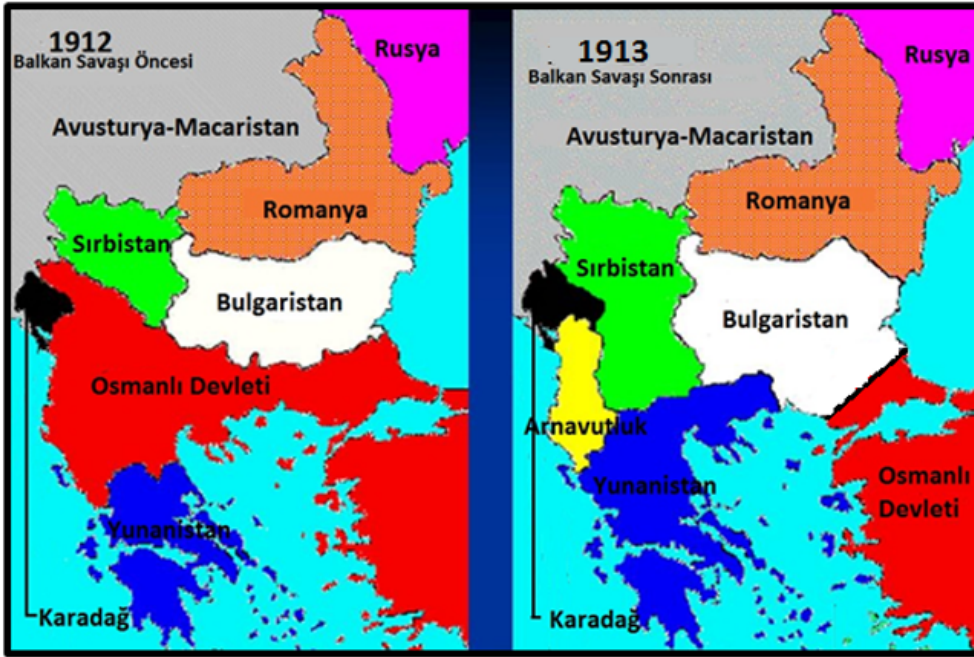 1912
Balkan Savaşı Öncesi
Rusya
Avusturya-Macaristan
Romanya
Sırbistan
Bulgaristan
Osmanlı Devleti
Yunanistan
Karadağ
1913
Balkan Savaşı Sonrası
Rusya
Avusturya-Macaristan
Romanya
Sırbistan
Bulgaristan
Arnavutluk
Yunanistan
Osmanlı
Devleti
Karadağ